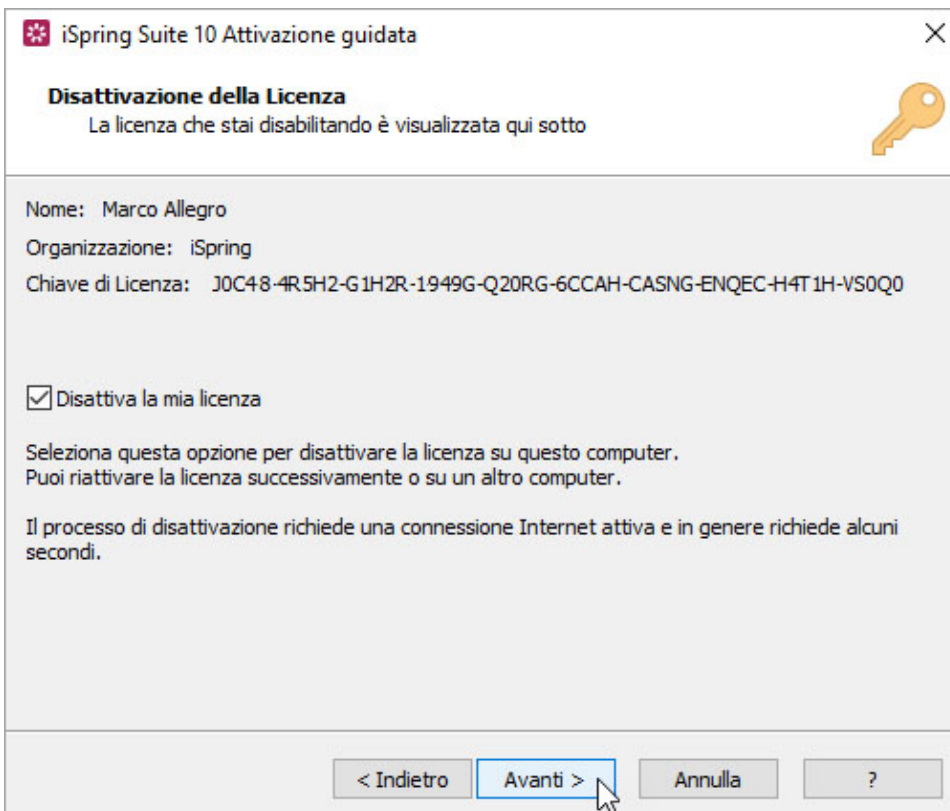 iSpring Suite 10 Attivazione guidata
Disattivazione della Licenza
La licenza che stai disabilitando è visualizzata qui sotto
Nome: Marco Allegro
Organizzazione: iSpring
Chiave di Licenza: J0C48-4R5H2-G1H2R-1949G-Q20RG-6CCAH-CASNG-ENQEC-H4T1H-VS0Q0
Disattiva la mia licenza
Seleziona questa opzione per disattivare la licenza su questo computer.
Puoi riattivare la licenza successivamente o su un altro computer.
Il processo di disattivazione richiede una connessione Internet attiva e in genere richiede alcuni
secondi.
< Indietro Avanti > Annulla ?